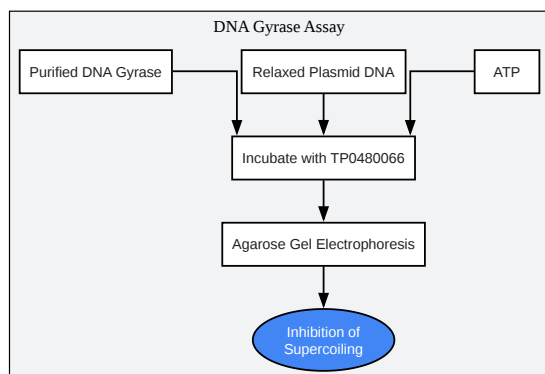 DNA Gyrase Assay
Purified DNA Gyrase
Relaxed Plasmid DNA
ATP
Incubate with TP0480066
Agarose Gel Electrophoresis
Inhibition of
Supercoiling